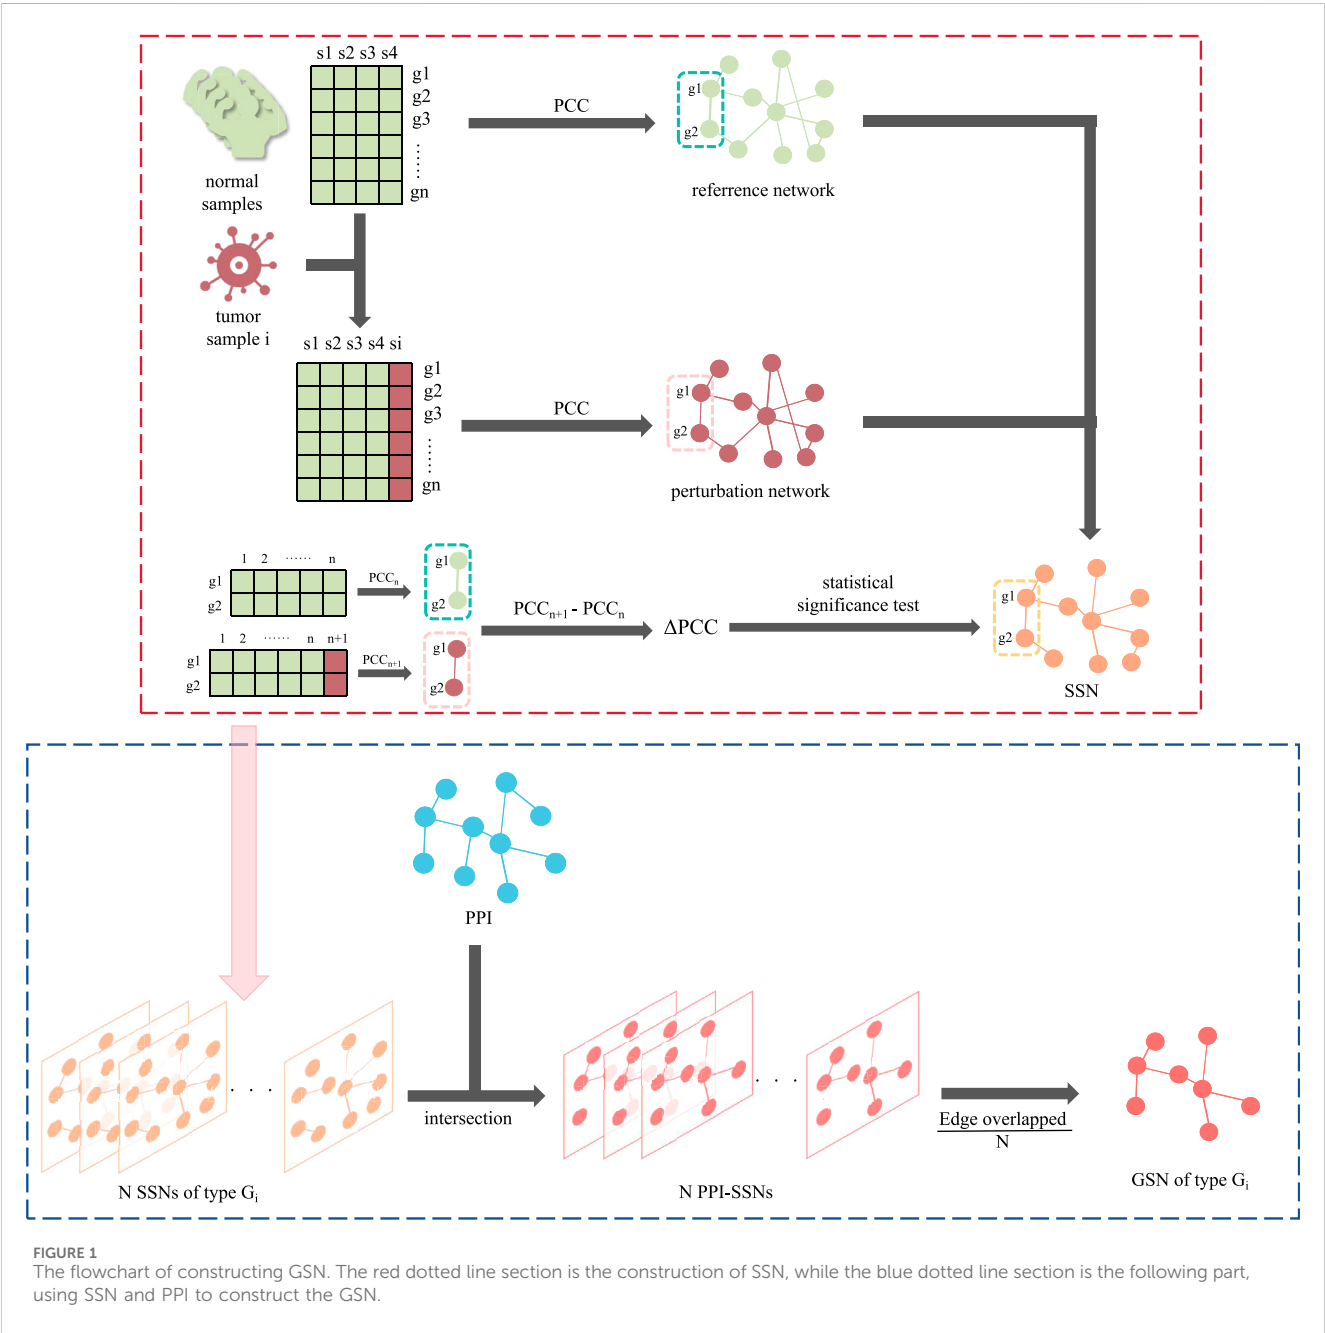 s1 s2 s3 s4
g1
g2
g3
......
gn
normal
samples
PCC
g1
g2
referrence network
tumor
sample i
s1 s2 s3 s4 si
g1
g2
g3
......
gn
PCC
g1
g2
perturbation network
1 2 ...... n
g1
g2
PCCn
g1
g2
1 2 ...... n n+1
g1
g2
PCCn+1
g1
g2
PCCn+1 - PCCn
ΔPCC
statistical
significance test
g1
g2
SSN
PPI
. . .
intersection
. . .
Edge overlapped
N
N SSNs of type Gi
N PPI-SSNs
GSN of type Gi
FIGURE 1
The flowchart of constructing GSN. The red dotted line section is the construction of SSN, while the blue dotted line section is the following part,
using SSN and PPI to construct the GSN.